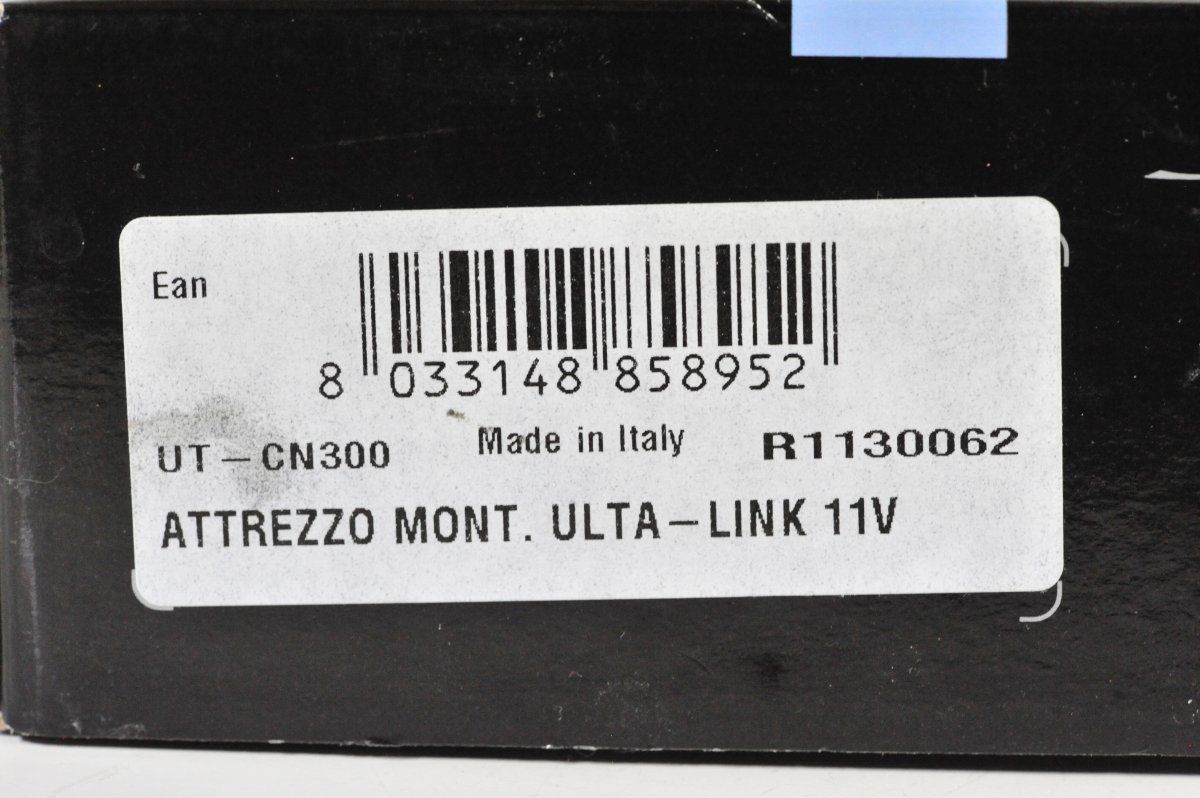 Ean
8 033148 858952
UT-CN300 Made in Italy R1130062
ATTREZZO MONT. ULTA-LINK 11V